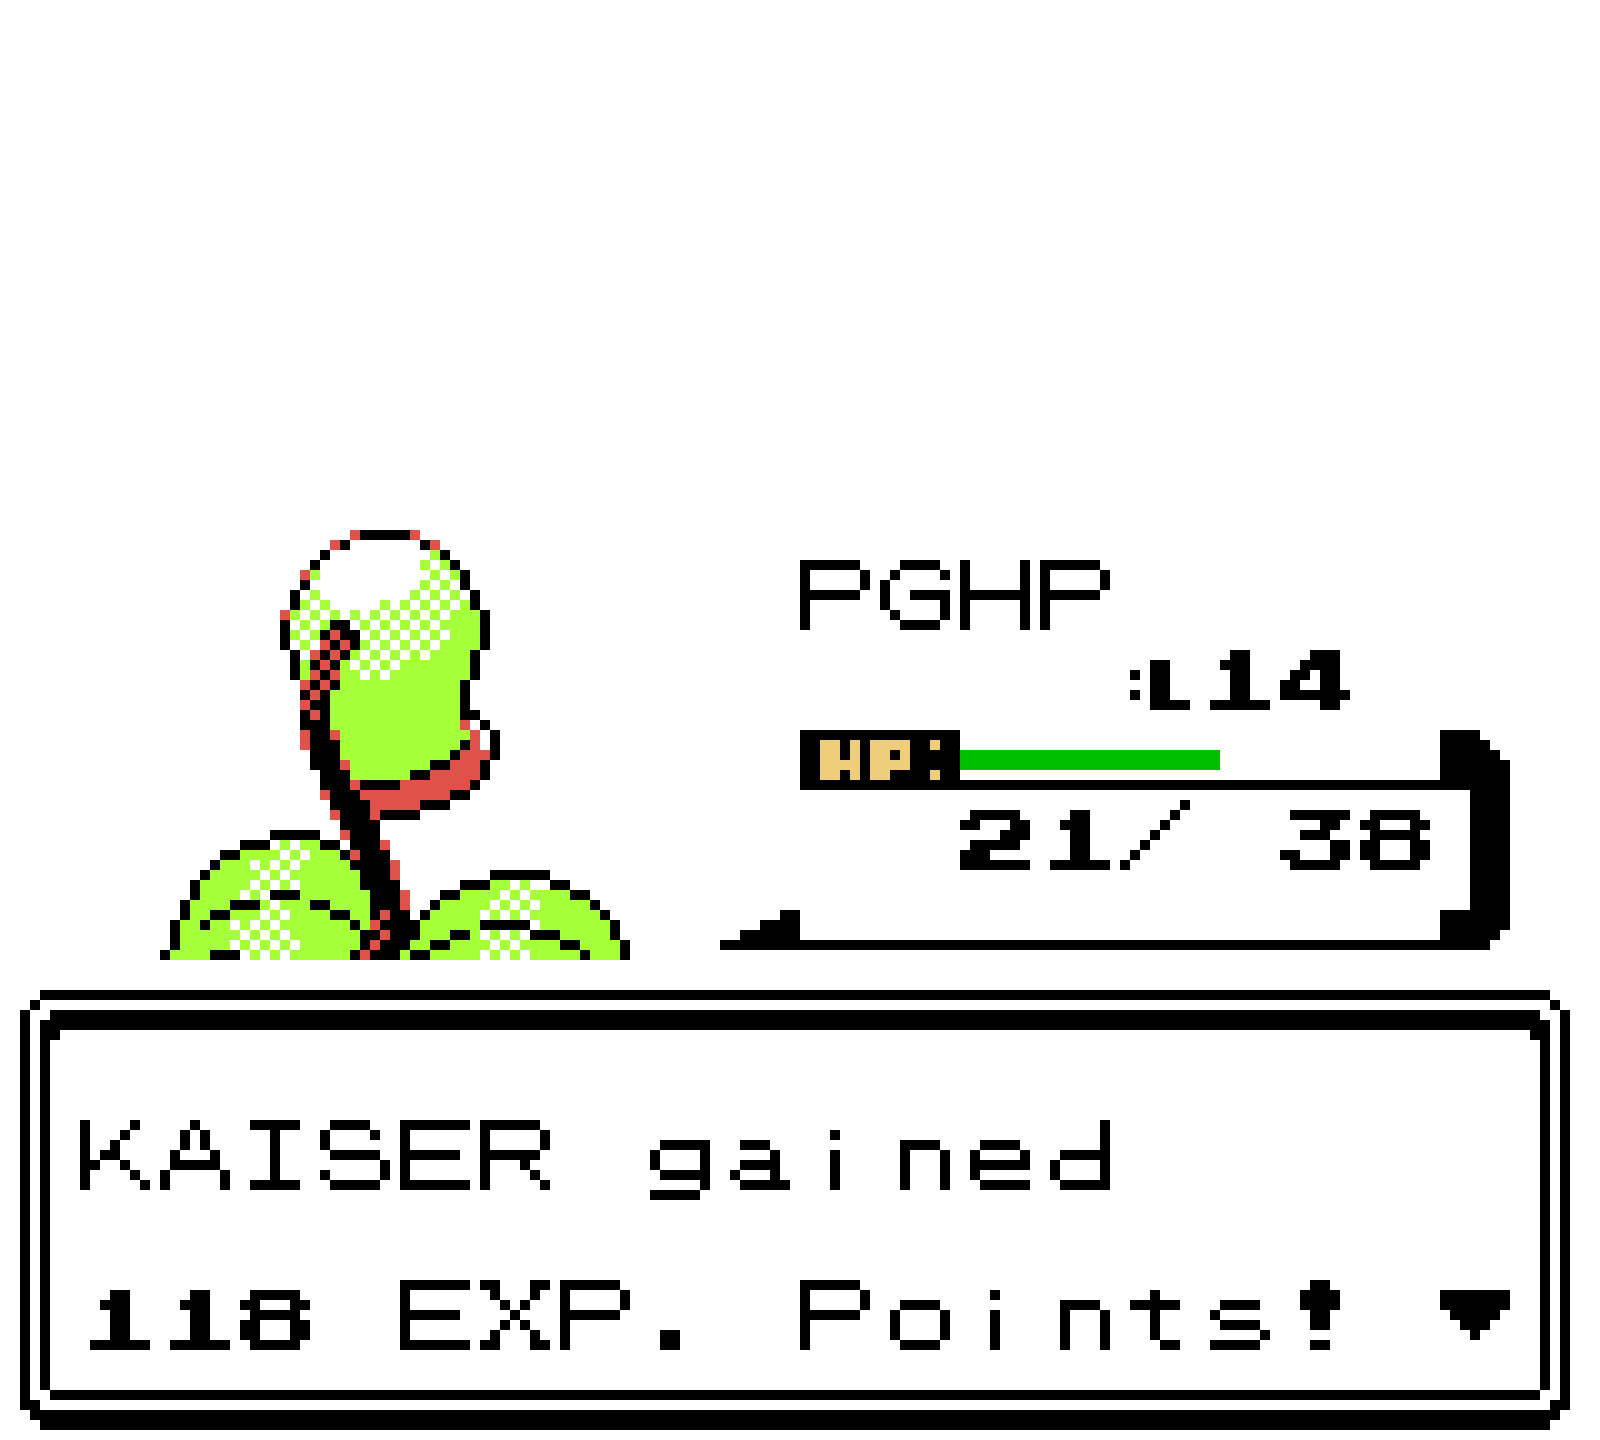 PGHP
:L14
HP:
21/ 38
KAISER gained
118 EXP. Points!